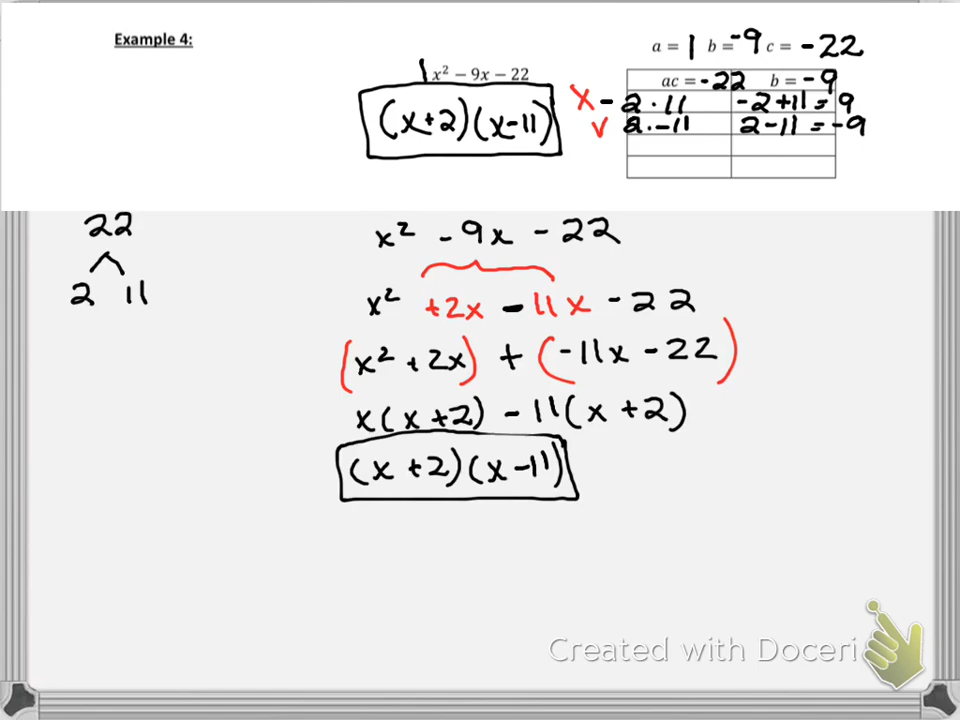 Example 4:
a = 1 b = -9 c = -22
1x² − 9x − 22
ac = -22 b = -9
(x+2)(x-11)
x -2 · 11 -2+11 = 9
✓ 2 · -11 2-11 = -9
22
2 11
x² - 9x - 22
x² +2x - 11x - 22
(x² + 2x) + (-11x - 22)
x(x+2) - 11(x+2)
(x+2)(x-11)
Created with Doceri